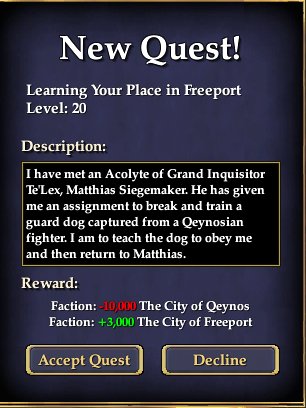 New Quest!
Learning Your Place in Freeport
Level: 20
Description:
I have met an Acolyte of Grand Inquisitor
Te'Lex, Matthias Siegemaker. He has given
me an assignment to break and train a
guard dog captured from a Qeynosian
fighter. I am to teach the dog to obey me
and then return to Matthias.
Reward:
Faction: -10,000 The City of Qeynos
Faction: +3,000 The City of Freeport
Accept Quest
Decline